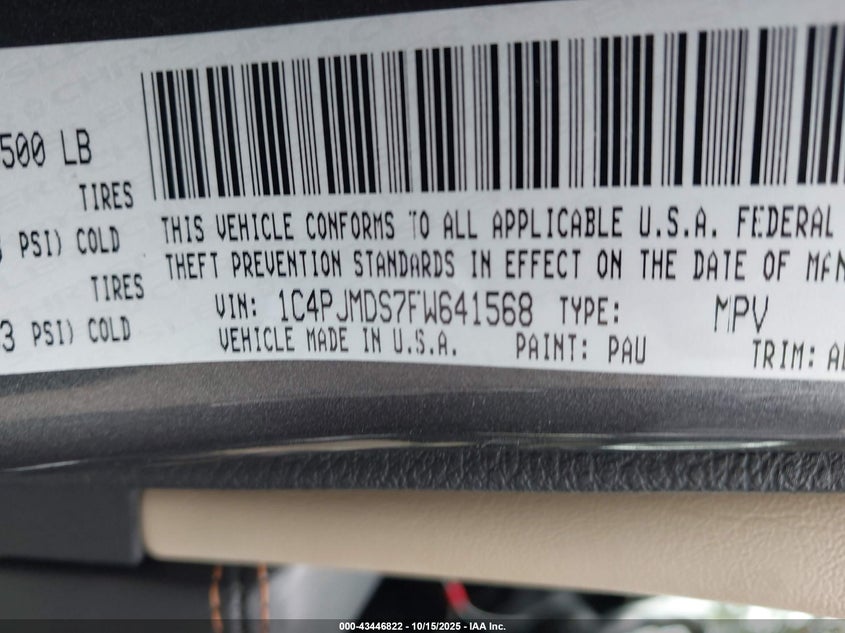 500 LB
TIRES
PSI) COLD
TIRES
3 PSI) COLD
THIS VEHICLE CONFORMS TO ALL APPLICABLE U.S.A. FEDERAL
THEFT PREVENTION STANDARDS IN EFFECT ON THE DATE OF MAN
VIN: 1C4PJMDS7FW641568 TYPE: MPV
VEHICLE MADE IN U.S.A. PAINT: PAU TRIM:
000-43446822 - 10/15/2025 - IAA Inc.